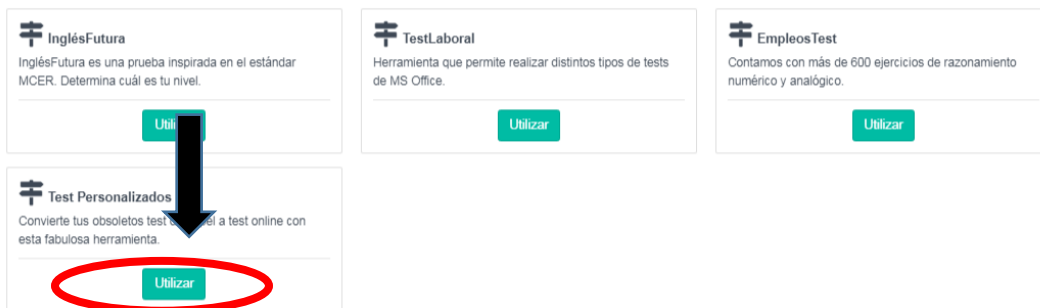 InglésFutura
InglésFutura es una prueba inspirada en el estándar
MCER. Determina cuál es tu nivel.
TestLaboral
Herramienta que permite realizar distintos tipos de tests
de MS Office.
Utilizar
EmpleosTest
Contamos con más de 600 ejercicios de razonamiento
numérico y analógico.
Utilizar
Test Personalizados
Convierte tus obsoletos test a test online con
esta fabulosa herramienta.
Utilizar